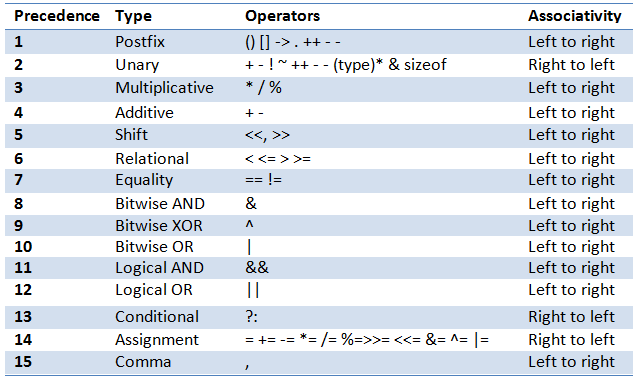 Precedence Type Operators Associativity
1 Postfix () [] -> . ++ - - Left to right
2 Unary + - ! ~ ++ - - (type)* & sizeof Right to left
3 Multiplicative * / % Left to right
4 Additive + - Left to right
5 Shift <<, >> Left to right
6 Relational < <= > >= Left to right
7 Equality == != Left to right
8 Bitwise AND & Left to right
9 Bitwise XOR ^ Left to right
10 Bitwise OR | Left to right
11 Logical AND && Left to right
12 Logical OR || Left to right
13 Conditional ?: Right to left
14 Assignment = += -= *= /= %=>>= <<= &= ^= |= Right to left
15 Comma , Left to right